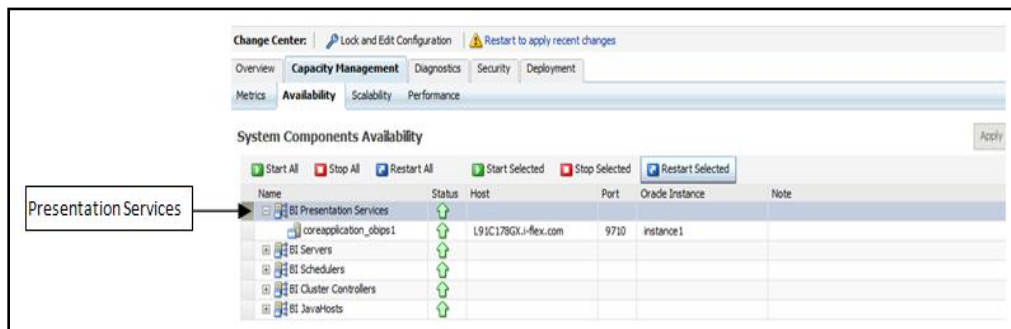 Change Center: Lock and Edit Configuration Restart to apply recent changes
Overview Capacity Management Diagnostics Security Deployment
Metrics Availability Scalability Performance
System Components Availability Apply
Start All Stop All Restart All Start Selected Stop Selected Restart Selected
Name Status Host Port Oracle Instance Note
Presentation Services
BI Presentation Services
coreapplication_obips1 L91C178GX.i-flex.com 9710 instance1
BI Servers
BI Schedulers
BI Cluster Controllers
BI JavaHosts